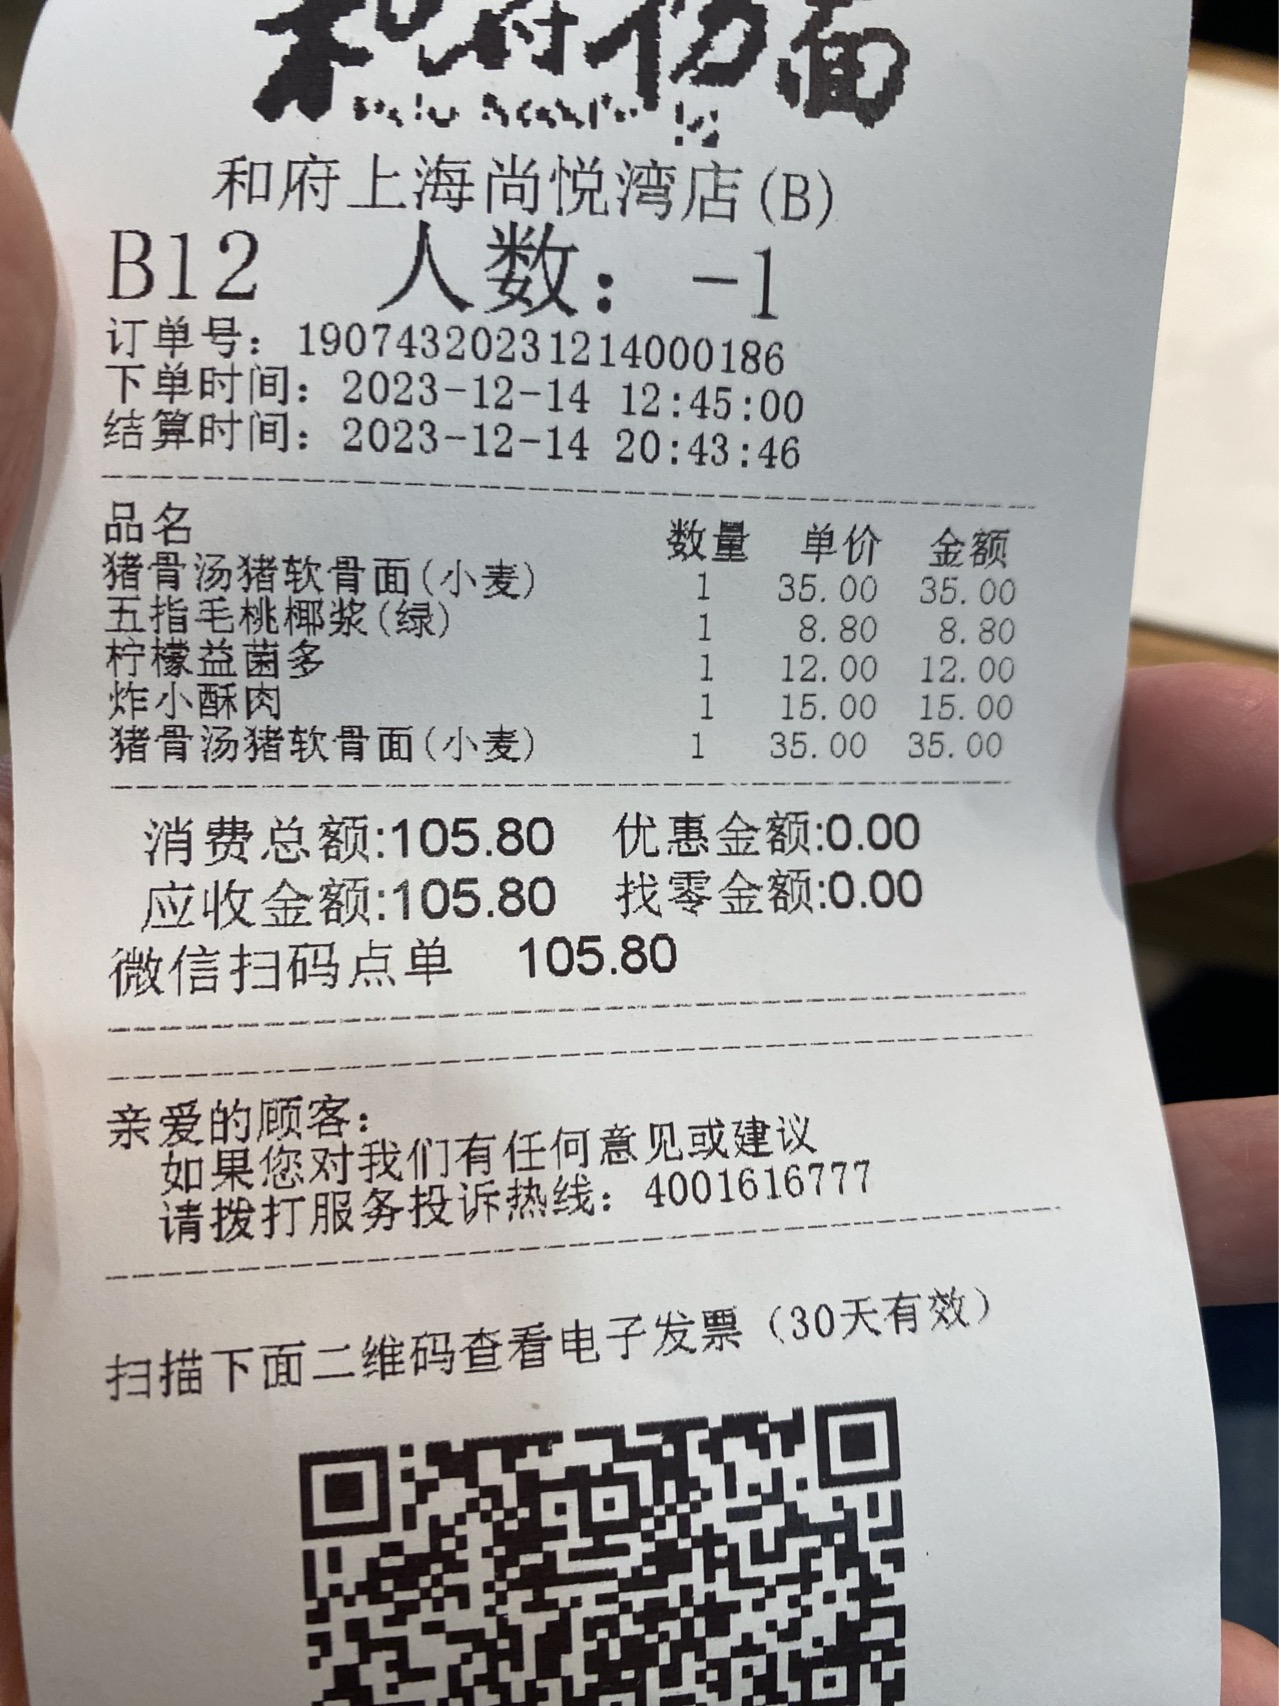 和府捞面
和府上海尚悦湾店(B)
B12 人数: -1
订单号: 19074320231214000186
下单时间: 2023-12-14 12:45:00
结算时间: 2023-12-14 20:43:46
品名 数量 单价 金额
猪骨汤猪软骨面(小麦) 1 35.00 35.00
五指毛桃椰浆(绿) 1 8.80 8.80
柠檬益菌多 1 12.00 12.00
炸小酥肉 1 15.00 15.00
猪骨汤猪软骨面(小麦) 1 35.00 35.00
消费总额:105.80 优惠金额:0.00
应收金额:105.80 找零金额:0.00
微信扫码点单 105.80
亲爱的顾客:
如果您对我们有任何意见或建议
请拨打服务投诉热线: 4001616777
扫描下面二维码查看电子发票（30天有效）